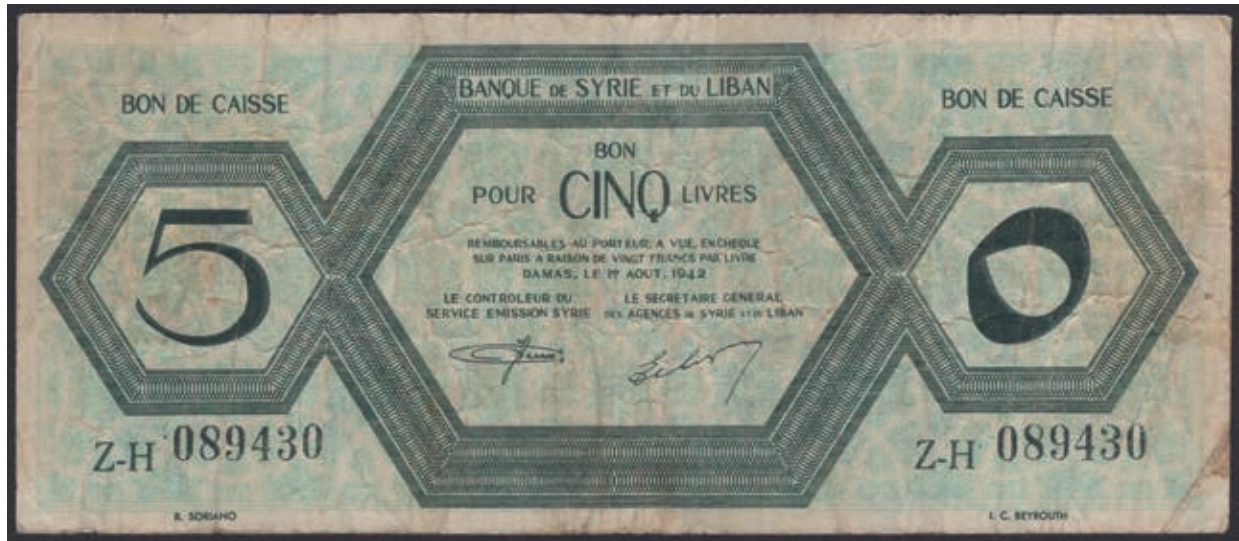 BANQUE DE SYRIE ET DU LIBAN
BON DE CAISSE
BON DE CAISSE
BON
POUR CINQ LIVRES
5
٥
REMBOURSABLES AU PORTEUR, A VUE, EN CHEQUE
SUR PARIS A RAISON DE VINGT FRANCS PAR LIVRE
DAMAS, LE 1er AOUT, 1942
LE CONTROLEUR DU
SERVICE EMISSION SYRIE
LE SECRETAIRE GENERAL
DES AGENCES DE SYRIE ET DU LIBAN
Z-H 089430
Z-H 089430
R. SORIANO
I. C. BEYROUTH